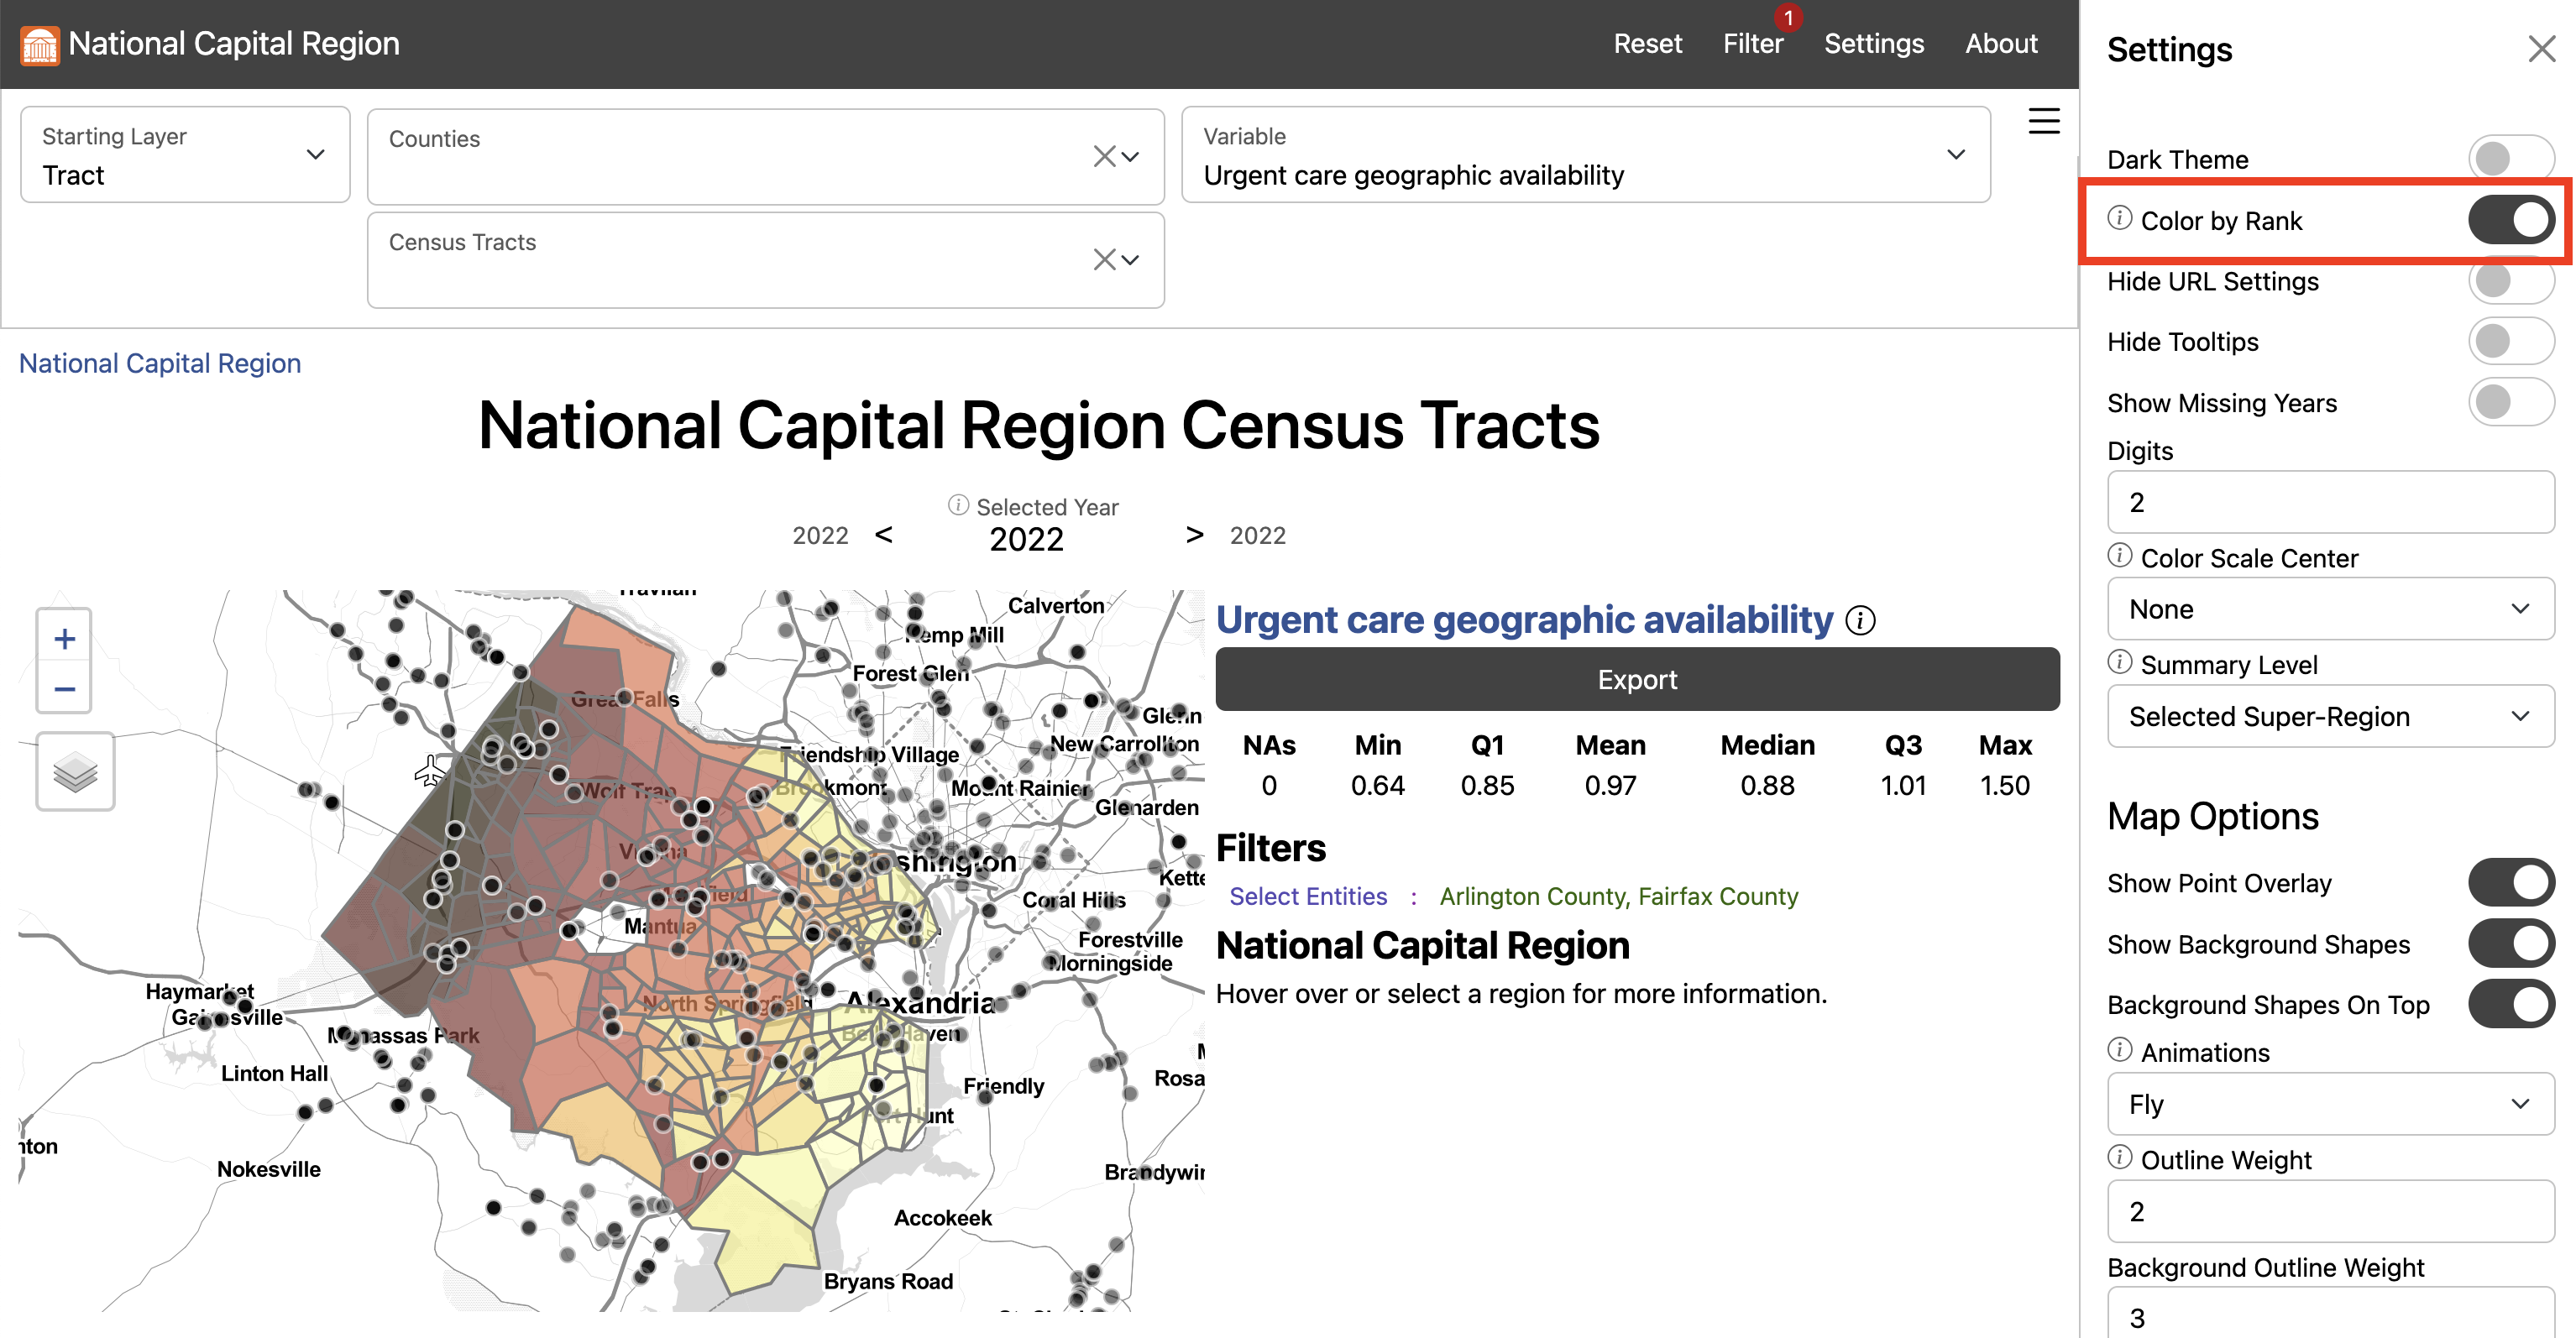 National Capital Region
Reset
Filter
1
Settings
About
Starting Layer
Tract
Counties
Census Tracts
Variable
Urgent care geographic availability
National Capital Region
National Capital Region Census Tracts
Selected Year
2022 < 2022 > 2022
+
−
Calverton
Kemp Mill
Forest Glen
Great Falls
Glenn
Friendship Village
New Carrollton
Wolf Trap
Brookmont
Mount Rainier
Glenarden
Vienna
Washington
Kette
Merrifield
Coral Hills
Mantua
Forestville
Morningside
Haymarket
Gainesville
North Springfield
Alexandria
Manassas Park
Belle Haven
Linton Hall
Friendly
Rosa
Fort Hunt
nton
Nokesville
Brandywin
Accokeek
Bryans Road
Urgent care geographic availability
Export
NAs Min Q1 Mean Median Q3 Max
0 0.64 0.85 0.97 0.88 1.01 1.50
Filters
Select Entities : Arlington County, Fairfax County
National Capital Region
Hover over or select a region for more information.
Settings
Dark Theme
Color by Rank
Hide URL Settings
Hide Tooltips
Show Missing Years
Digits
2
Color Scale Center
None
Summary Level
Selected Super-Region
Map Options
Show Point Overlay
Show Background Shapes
Background Shapes On Top
Animations
Fly
Outline Weight
2
Background Outline Weight
3